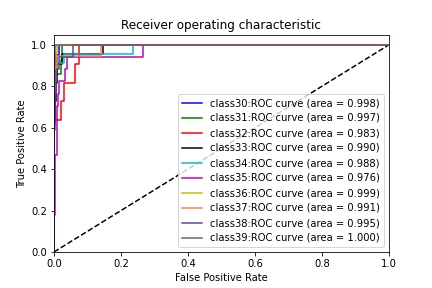 Receiver operating characteristic
True Positive Rate
1.0
0.8
0.6
0.4
0.2
0.0
class30:ROC curve (area = 0.998)
class31:ROC curve (area = 0.997)
class32:ROC curve (area = 0.983)
class33:ROC curve (area = 0.990)
class34:ROC curve (area = 0.988)
class35:ROC curve (area = 0.976)
class36:ROC curve (area = 0.999)
class37:ROC curve (area = 0.991)
class38:ROC curve (area = 0.995)
class39:ROC curve (area = 1.000)
0.0 0.2 0.4 0.6 0.8 1.0
False Positive Rate